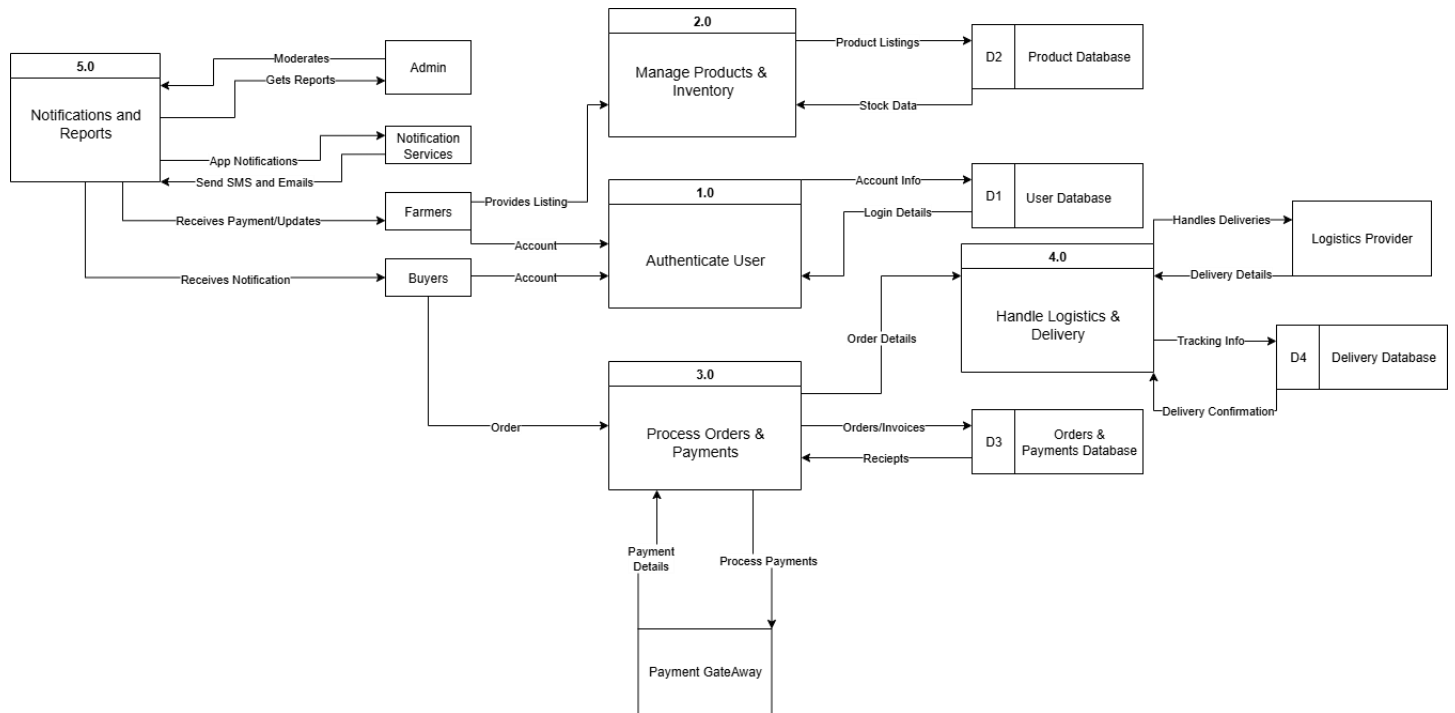 5.0
Notifications and
Reports
Moderates
Gets Reports
Admin
App Notifications
Send SMS and Emails
Notification
Services
Receives Payment/Updates
Farmers
Receives Notification
Buyers
Provides Listing
Account
Account
Order
2.0
Manage Products &
Inventory
Product Listings
Stock Data
D2
Product Database
1.0
Authenticate User
Account Info
Login Details
D1
User Database
3.0
Process Orders &
Payments
Order Details
Orders/Invoices
Reciepts
D3
Orders &
Payments Database
4.0
Handle Logistics &
Delivery
Handles Deliveries
Delivery Details
Logistics Provider
Tracking Info
Delivery Confirmation
D4
Delivery Database
Payment
Details
Process Payments
Payment GateAway